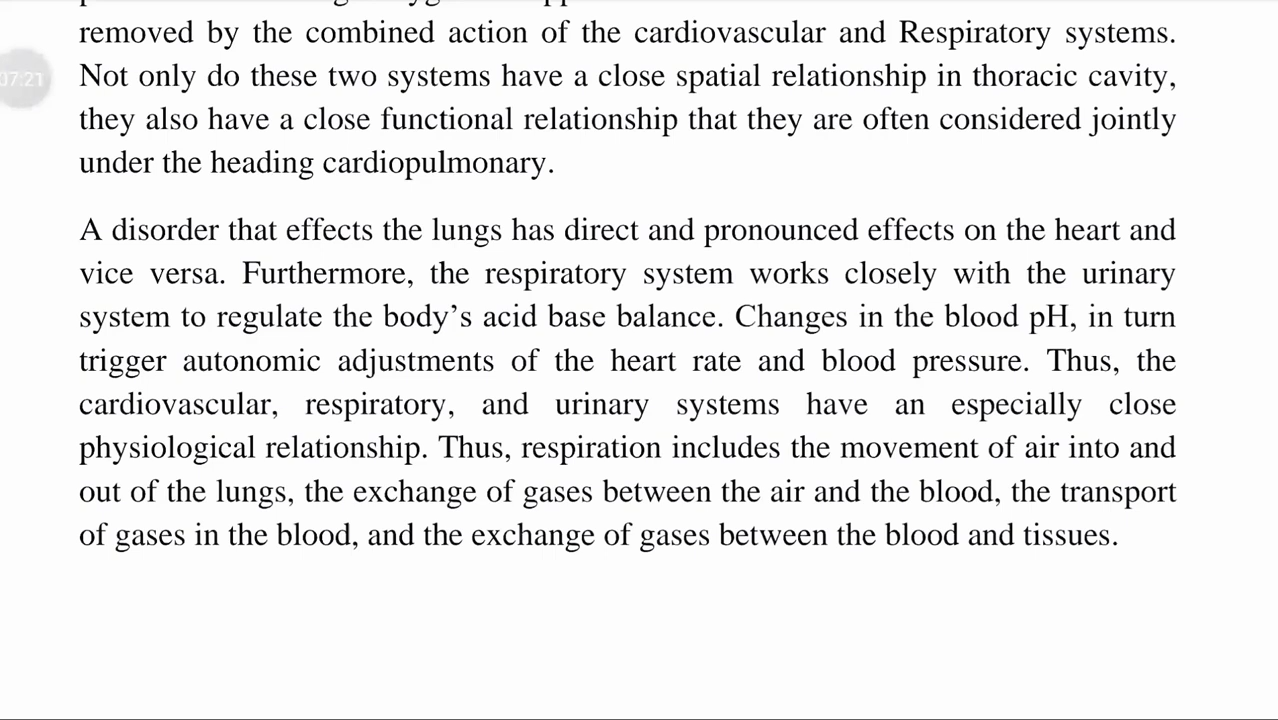 removed by the combined action of the cardiovascular and Respiratory systems.
Not only do these two systems have a close spatial relationship in thoracic cavity,
they also have a close functional relationship that they are often considered jointly
under the heading cardiopulmonary.
A disorder that effects the lungs has direct and pronounced effects on the heart and
vice versa. Furthermore, the respiratory system works closely with the urinary
system to regulate the body’s acid base balance. Changes in the blood pH, in turn
trigger autonomic adjustments of the heart rate and blood pressure. Thus, the
cardiovascular, respiratory, and urinary systems have an especially close
physiological relationship. Thus, respiration includes the movement of air into and
out of the lungs, the exchange of gases between the air and the blood, the transport
of gases in the blood, and the exchange of gases between the blood and tissues.
07:21